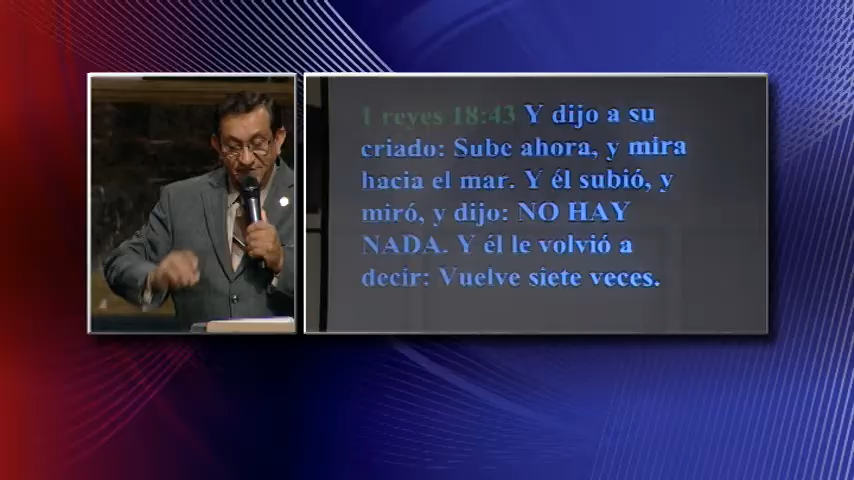 1 reyes 18:43 Y dijo a su
criado: Sube ahora, y mira
hacia el mar. Y él subió, y
miró, y dijo: NO HAY
NADA. Y él le volvió a
decir: Vuelve siete veces.